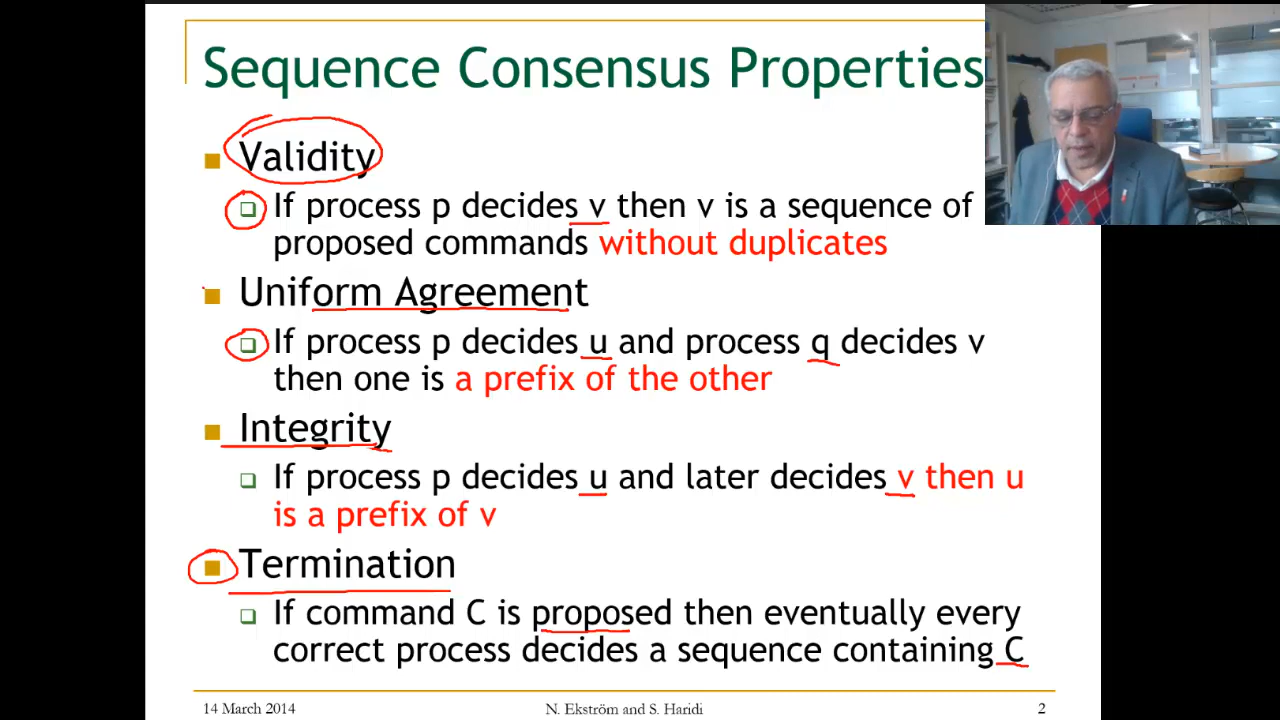 Sequence Consensus Properties
Validity
If process p decides v then v is a sequence of
proposed commands without duplicates
Uniform Agreement
If process p decides u and process q decides v
then one is a prefix of the other
Integrity
If process p decides u and later decides v then u
is a prefix of v
Termination
If command C is proposed then eventually every
correct process decides a sequence containing C
14 March 2014
N. Ekström and S. Haridi
2